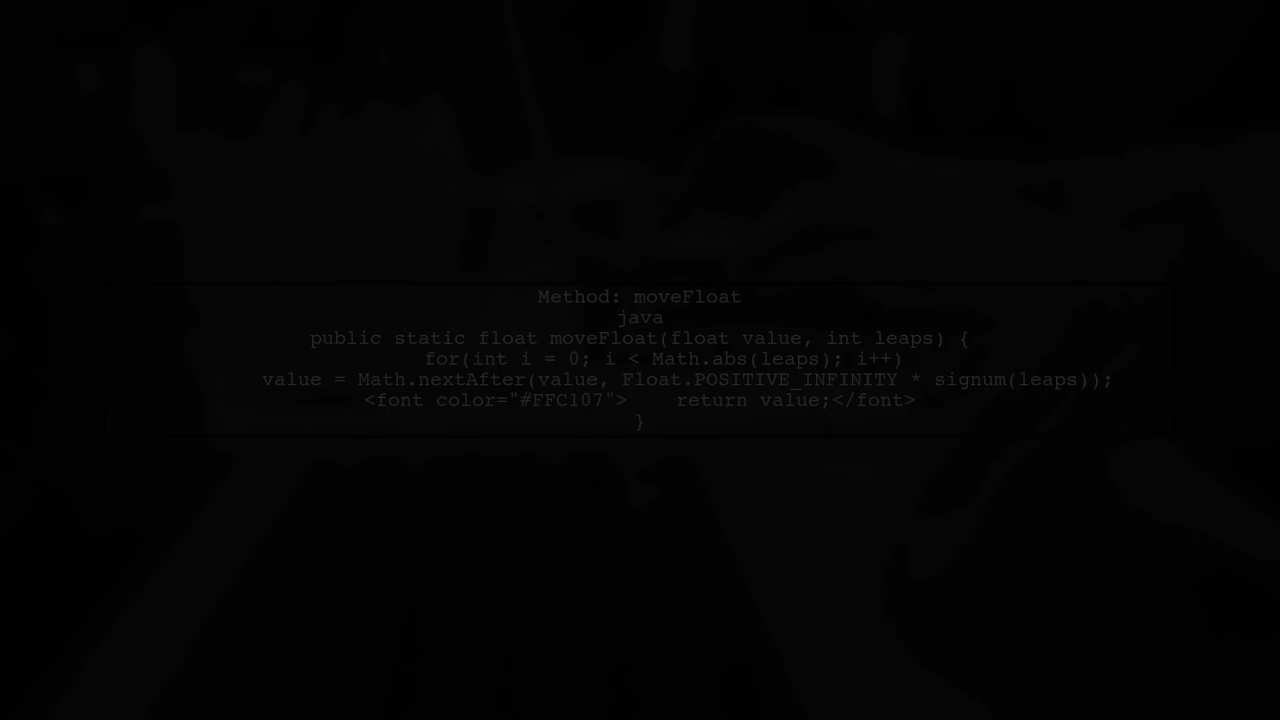 Method: moveFloat
java
public static float moveFloat(float value, int leaps) {
for(int i = 0; i < Math.abs(leaps); i++)
value = Math.nextAfter(value, Float.POSITIVE_INFINITY * signum(leaps));
<font color="#FFC107">    return value;</font>
}